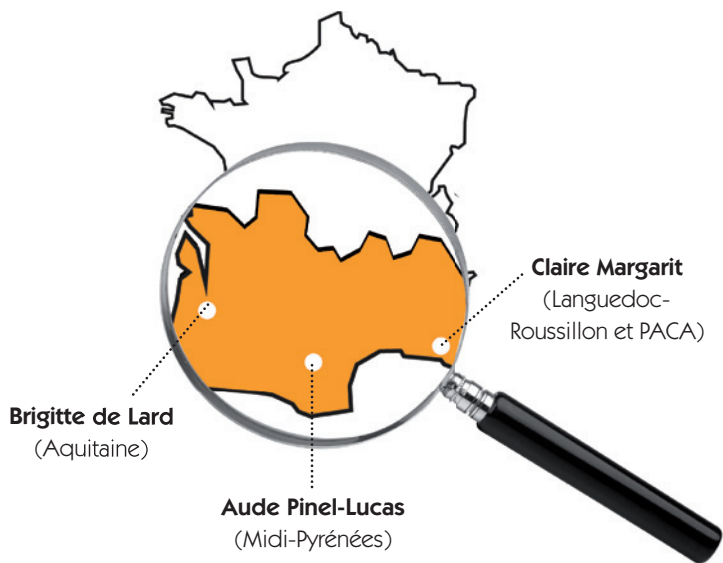 Claire Margarit
(Languedoc-
Roussillon et PACA)
Brigitte de Lard
(Aquitaine)
Aude Pinel-Lucas
(Midi-Pyrénées)